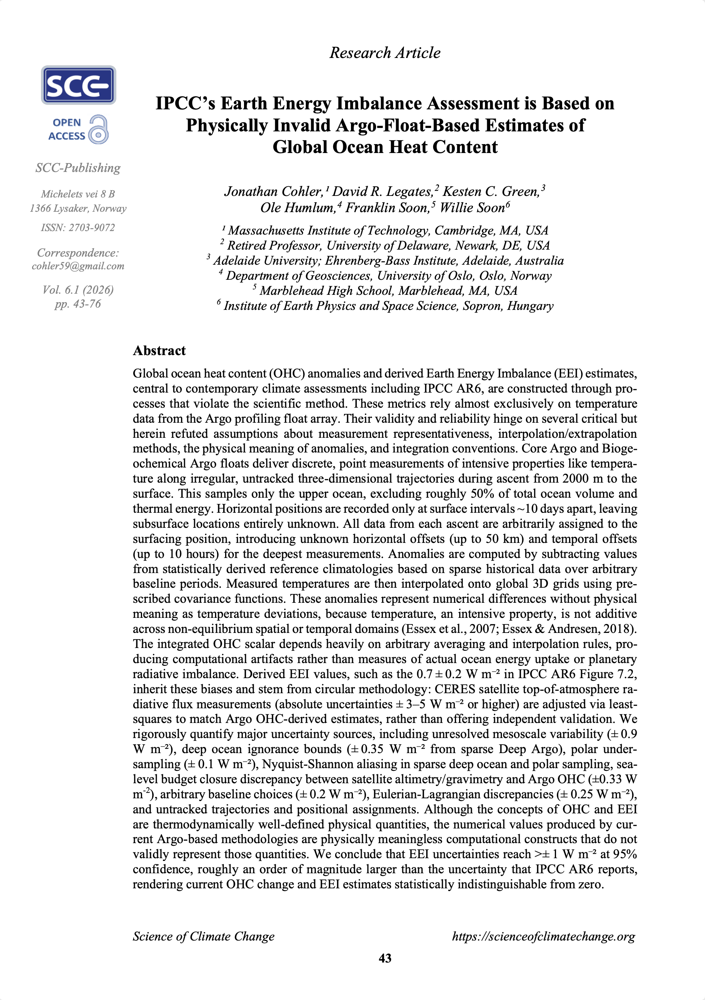 Research Article
SCC
OPEN
ACCESS
SCC-Publishing
Michelets vei 8 B
1366 Lysaker, Norway
ISSN: 2703-9072
Correspondence:
cohler59@gmail.com
Vol. 6.1 (2026)
pp. 43-76
IPCC’s Earth Energy Imbalance Assessment is Based on
Physically Invalid Argo-Float-Based Estimates of
Global Ocean Heat Content
Jonathan Cohler,¹ David R. Legates,² Kesten C. Green,³
Ole Humlum,⁴ Franklin Soon,⁵ Willie Soon⁶
¹ Massachusetts Institute of Technology, Cambridge, MA, USA
² Retired Professor, University of Delaware, Newark, DE, USA
³ Adelaide University; Ehrenberg-Bass Institute, Adelaide, Australia
⁴ Department of Geosciences, University of Oslo, Oslo, Norway
⁵ Marblehead High School, Marblehead, MA, USA
⁶ Institute of Earth Physics and Space Science, Sopron, Hungary
Abstract
Global ocean heat content (OHC) anomalies and derived Earth Energy Imbalance (EEI) estimates,
central to contemporary climate assessments including IPCC AR6, are constructed through pro-
cesses that violate the scientific method. These metrics rely almost exclusively on temperature
data from the Argo profiling float array. Their validity and reliability hinge on several critical but
herein refuted assumptions about measurement representativeness, interpolation/extrapolation
methods, the physical meaning of anomalies, and integration conventions. Core Argo and Bioge-
ochemical Argo floats deliver discrete, point measurements of intensive properties like tempera-
ture along irregular, untracked three-dimensional trajectories during ascent from 2000 m to the
surface. This samples only the upper ocean, excluding roughly 50% of total ocean volume and
thermal energy. Horizontal positions are recorded only at surface intervals ~10 days apart, leaving
subsurface locations entirely unknown. All data from each ascent are arbitrarily assigned to the
surfacing position, introducing unknown horizontal offsets (up to 50 km) and temporal offsets
(up to 10 hours) for the deepest measurements. Anomalies are computed by subtracting values
from statistically derived reference climatologies based on sparse historical data over arbitrary
baseline periods. Measured temperatures are then interpolated onto global 3D grids using pre-
scribed covariance functions. These anomalies represent numerical differences without physical
meaning as temperature deviations, because temperature, an intensive property, is not additive
across non-equilibrium spatial or temporal domains (Essex et al., 2007; Essex & Andresen, 2018).
The integrated OHC scalar depends heavily on arbitrary averaging and interpolation rules, pro-
ducing computational artifacts rather than measures of actual ocean energy uptake or planetary
radiative imbalance. Derived EEI values, such as the 0.7 ± 0.2 W m⁻² in IPCC AR6 Figure 7.2,
inherit these biases and stem from circular methodology: CERES satellite top-of-atmosphere ra-
diative flux measurements (absolute uncertainties ± 3–5 W m⁻² or higher) are adjusted via least-
squares to match Argo OHC-derived estimates, rather than offering independent validation. We
rigorously quantify major uncertainty sources, including unresolved mesoscale variability (± 0.9
W m⁻²), deep ocean ignorance bounds (± 0.35 W m⁻² from sparse Deep Argo), polar under-
sampling (± 0.1 W m⁻²), Nyquist-Shannon aliasing in sparse deep ocean and polar sampling, sea-
level budget closure discrepancy between satellite altimetry/gravimetry and Argo OHC (±0.33 W
m⁻²), arbitrary baseline choices (± 0.2 W m⁻²), Eulerian-Lagrangian discrepancies (± 0.25 W m⁻²),
and untracked trajectories and positional assignments. Although the concepts of OHC and EEI
are thermodynamically well-defined physical quantities, the numerical values produced by cur-
rent Argo-based methodologies are physically meaningless computational constructs that do not
validly represent those quantities. We conclude that EEI uncertainties reach >± 1 W m⁻² at 95%
confidence, roughly an order of magnitude larger than the uncertainty that IPCC AR6 reports,
rendering current OHC change and EEI estimates statistically indistinguishable from zero.
Science of Climate Change
https://scienceofclimatechange.org
43